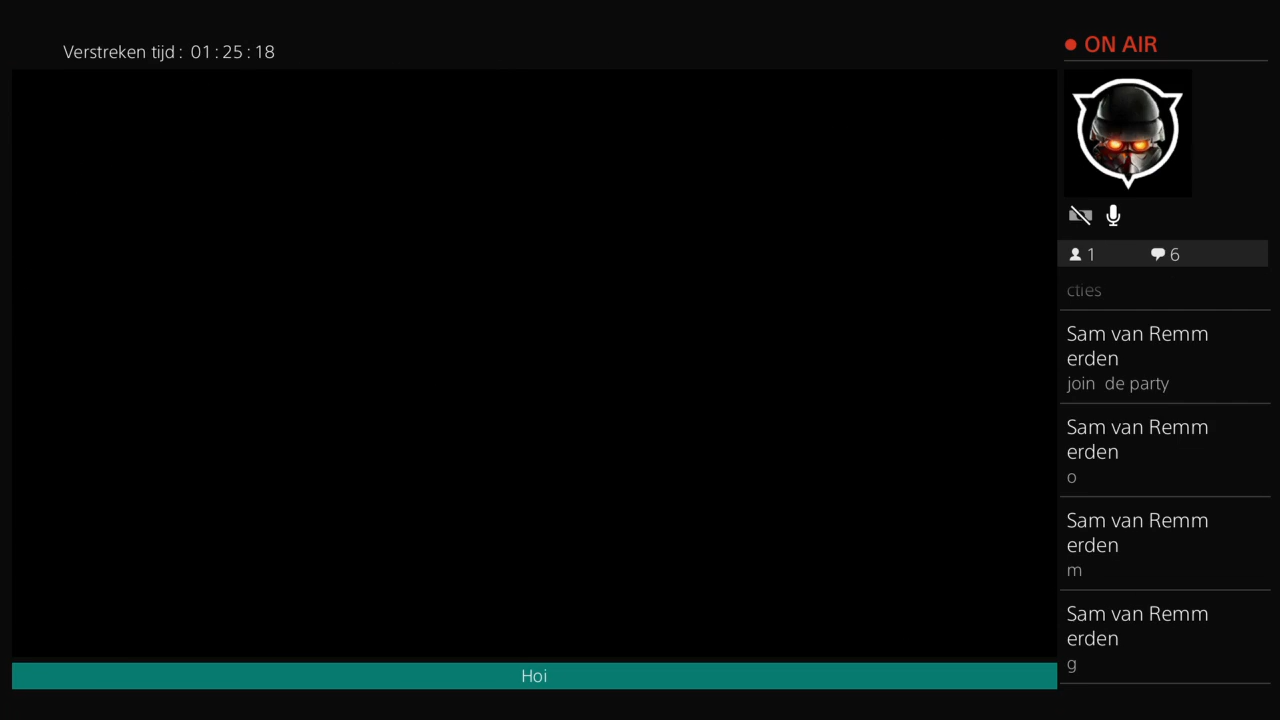 Verstreken tijd : 01 : 25 : 18
ON AIR
1
6
cties
Sam van Remm
erden
join de party
Sam van Remm
erden
o
Sam van Remm
erden
m
Sam van Remm
erden
g
Hoi